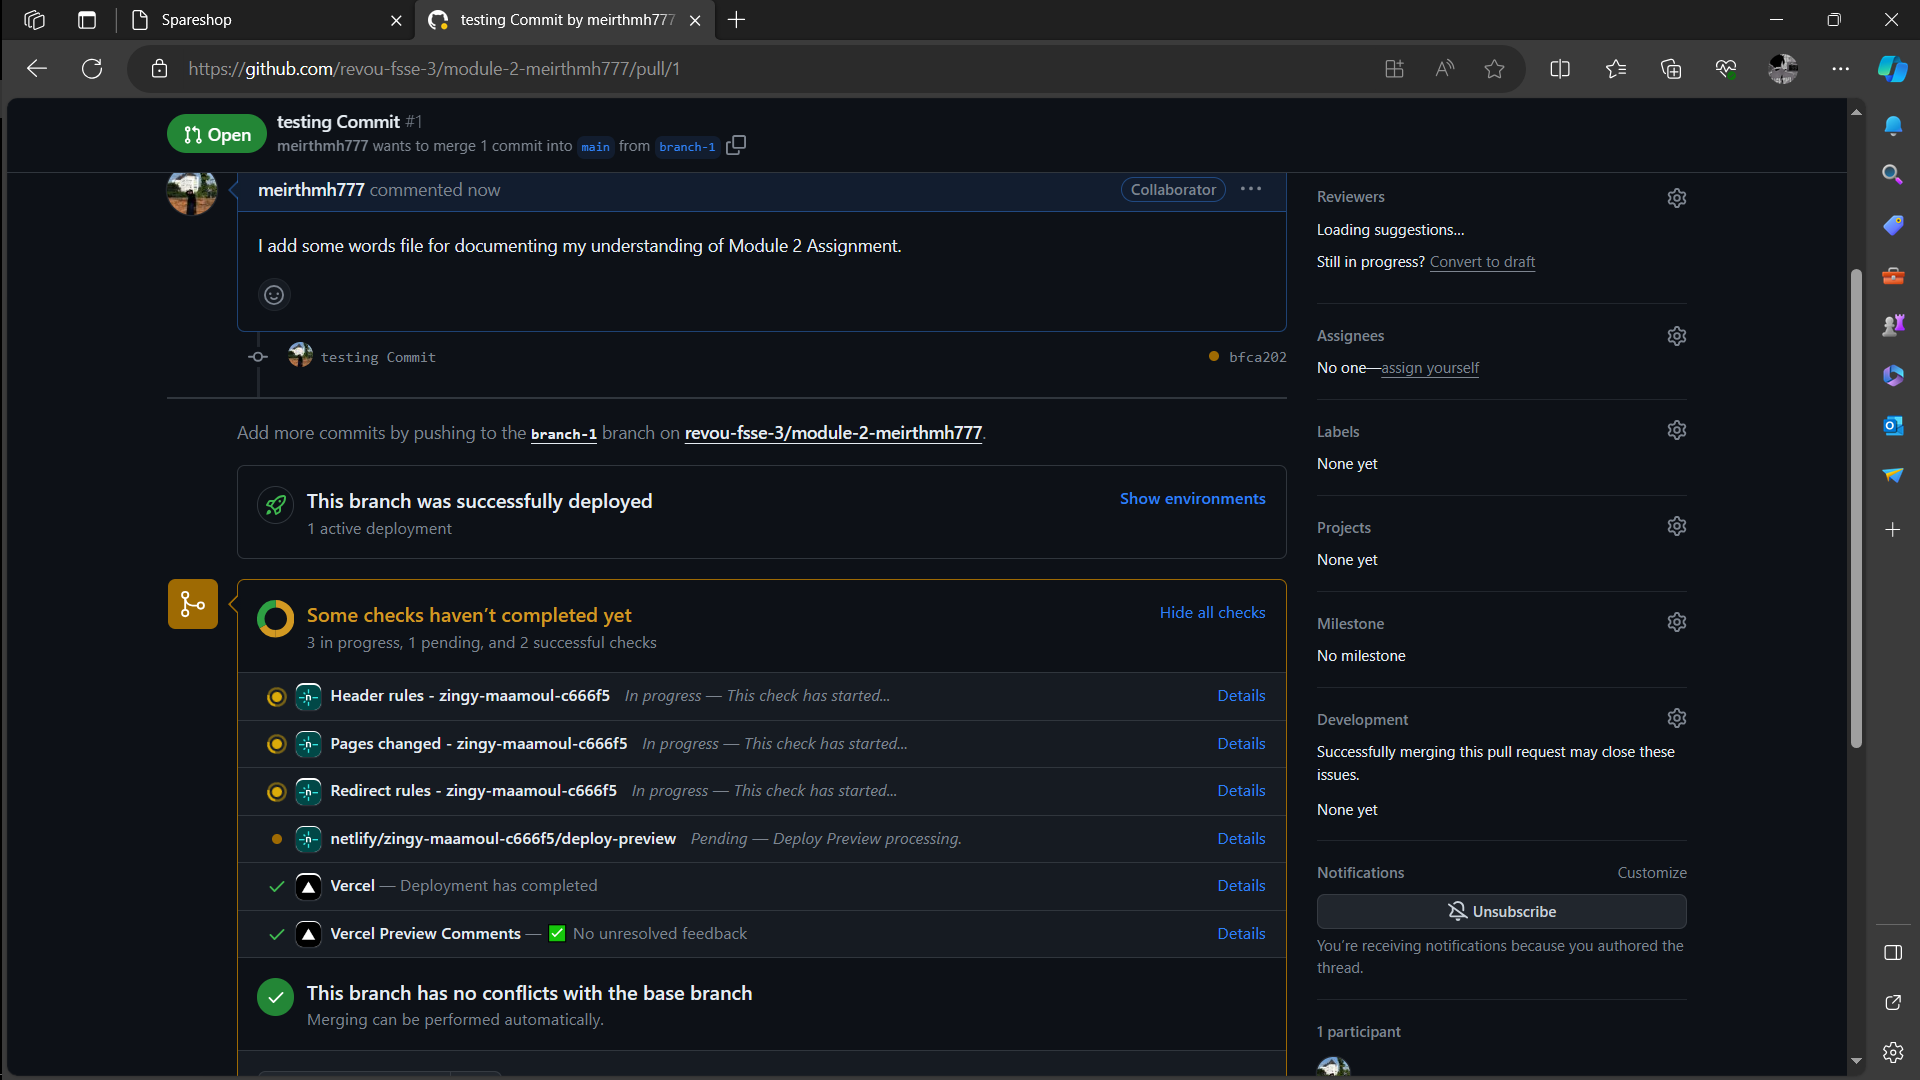 Spareshop
testing Commit by meirthmh777
https://github.com/revou-fsse-3/module-2-meirthmh777/pull/1
Open
testing Commit #1
meirthmh777 wants to merge 1 commit into main from branch-1
meirthmh777 commented now
Collaborator
I add some words file for documenting my understanding of Module 2 Assignment.
testing Commit
bfca202
Add more commits by pushing to the branch-1 branch on revou-fsse-3/module-2-meirthmh777.
This branch was successfully deployed
Show environments
1 active deployment
Some checks haven't completed yet
Hide all checks
3 in progress, 1 pending, and 2 successful checks
Header rules - zingy-maamoul-c666f5 In progress — This check has started...
Details
Pages changed - zingy-maamoul-c666f5 In progress — This check has started...
Details
Redirect rules - zingy-maamoul-c666f5 In progress — This check has started...
Details
netlify/zingy-maamoul-c666f5/deploy-preview Pending — Deploy Preview processing.
Details
Vercel — Deployment has completed
Details
Vercel Preview Comments — ✅ No unresolved feedback
Details
This branch has no conflicts with the base branch
Merging can be performed automatically.
Reviewers
Loading suggestions...
Still in progress? Convert to draft
Assignees
No one—assign yourself
Labels
None yet
Projects
None yet
Milestone
No milestone
Development
Successfully merging this pull request may close these
issues.
None yet
Notifications
Customize
Unsubscribe
You're receiving notifications because you authored the
thread.
1 participant